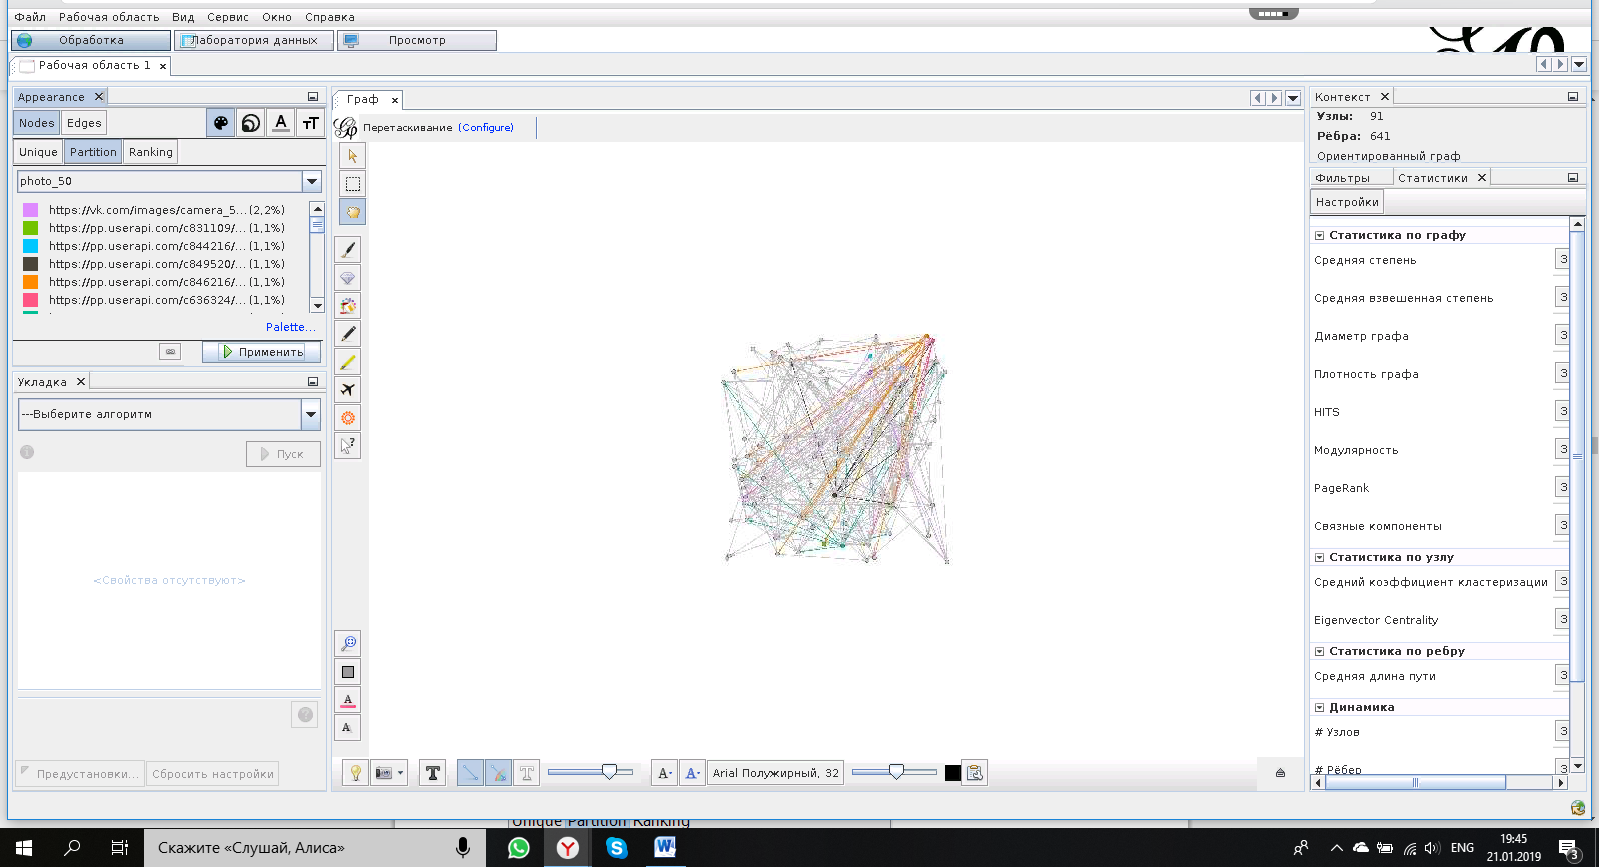 Файл Рабочая область Вид Сервис Окно Справка
Обработка Лаборатория данных Просмотр
Рабочая область 1
Appearance
Nodes Edges
Unique Partition Ranking
photo_50
https://vk.com/images/camera_5... (2,2%)
https://pp.userapi.com/c831109/... (1,1%)
https://pp.userapi.com/c844216/... (1,1%)
https://pp.userapi.com/c849520/... (1,1%)
https://pp.userapi.com/c846216/... (1,1%)
https://pp.userapi.com/c636324/... (1,1%)
Palette...
Применить
Укладка
---Выберите алгоритм
Пуск
<Свойства отсутствуют>
Предустановки... Сбросить настройки
Граф
Перетаскивание (Configure)
Arial Полужирный, 32
Контекст
Узлы: 91
Рёбра: 641
Ориентированный граф
Фильтры Статистики
Настройки
Статистика по графу
Средняя степень З
Средняя взвешенная степень З
Диаметр графа З
Плотность графа З
HITS З
Модулярность З
PageRank З
Связные компоненты З
Статистика по узлу
Средний коэффициент кластеризации З
Eigenvector Centrality З
Статистика по ребру
Средняя длина пути З
Динамика
# Узлов З
# Рёбер З
Unique Partition Ranking
Скажите «Слушай, Алиса»
ENG
19:45
21.01.2019
3